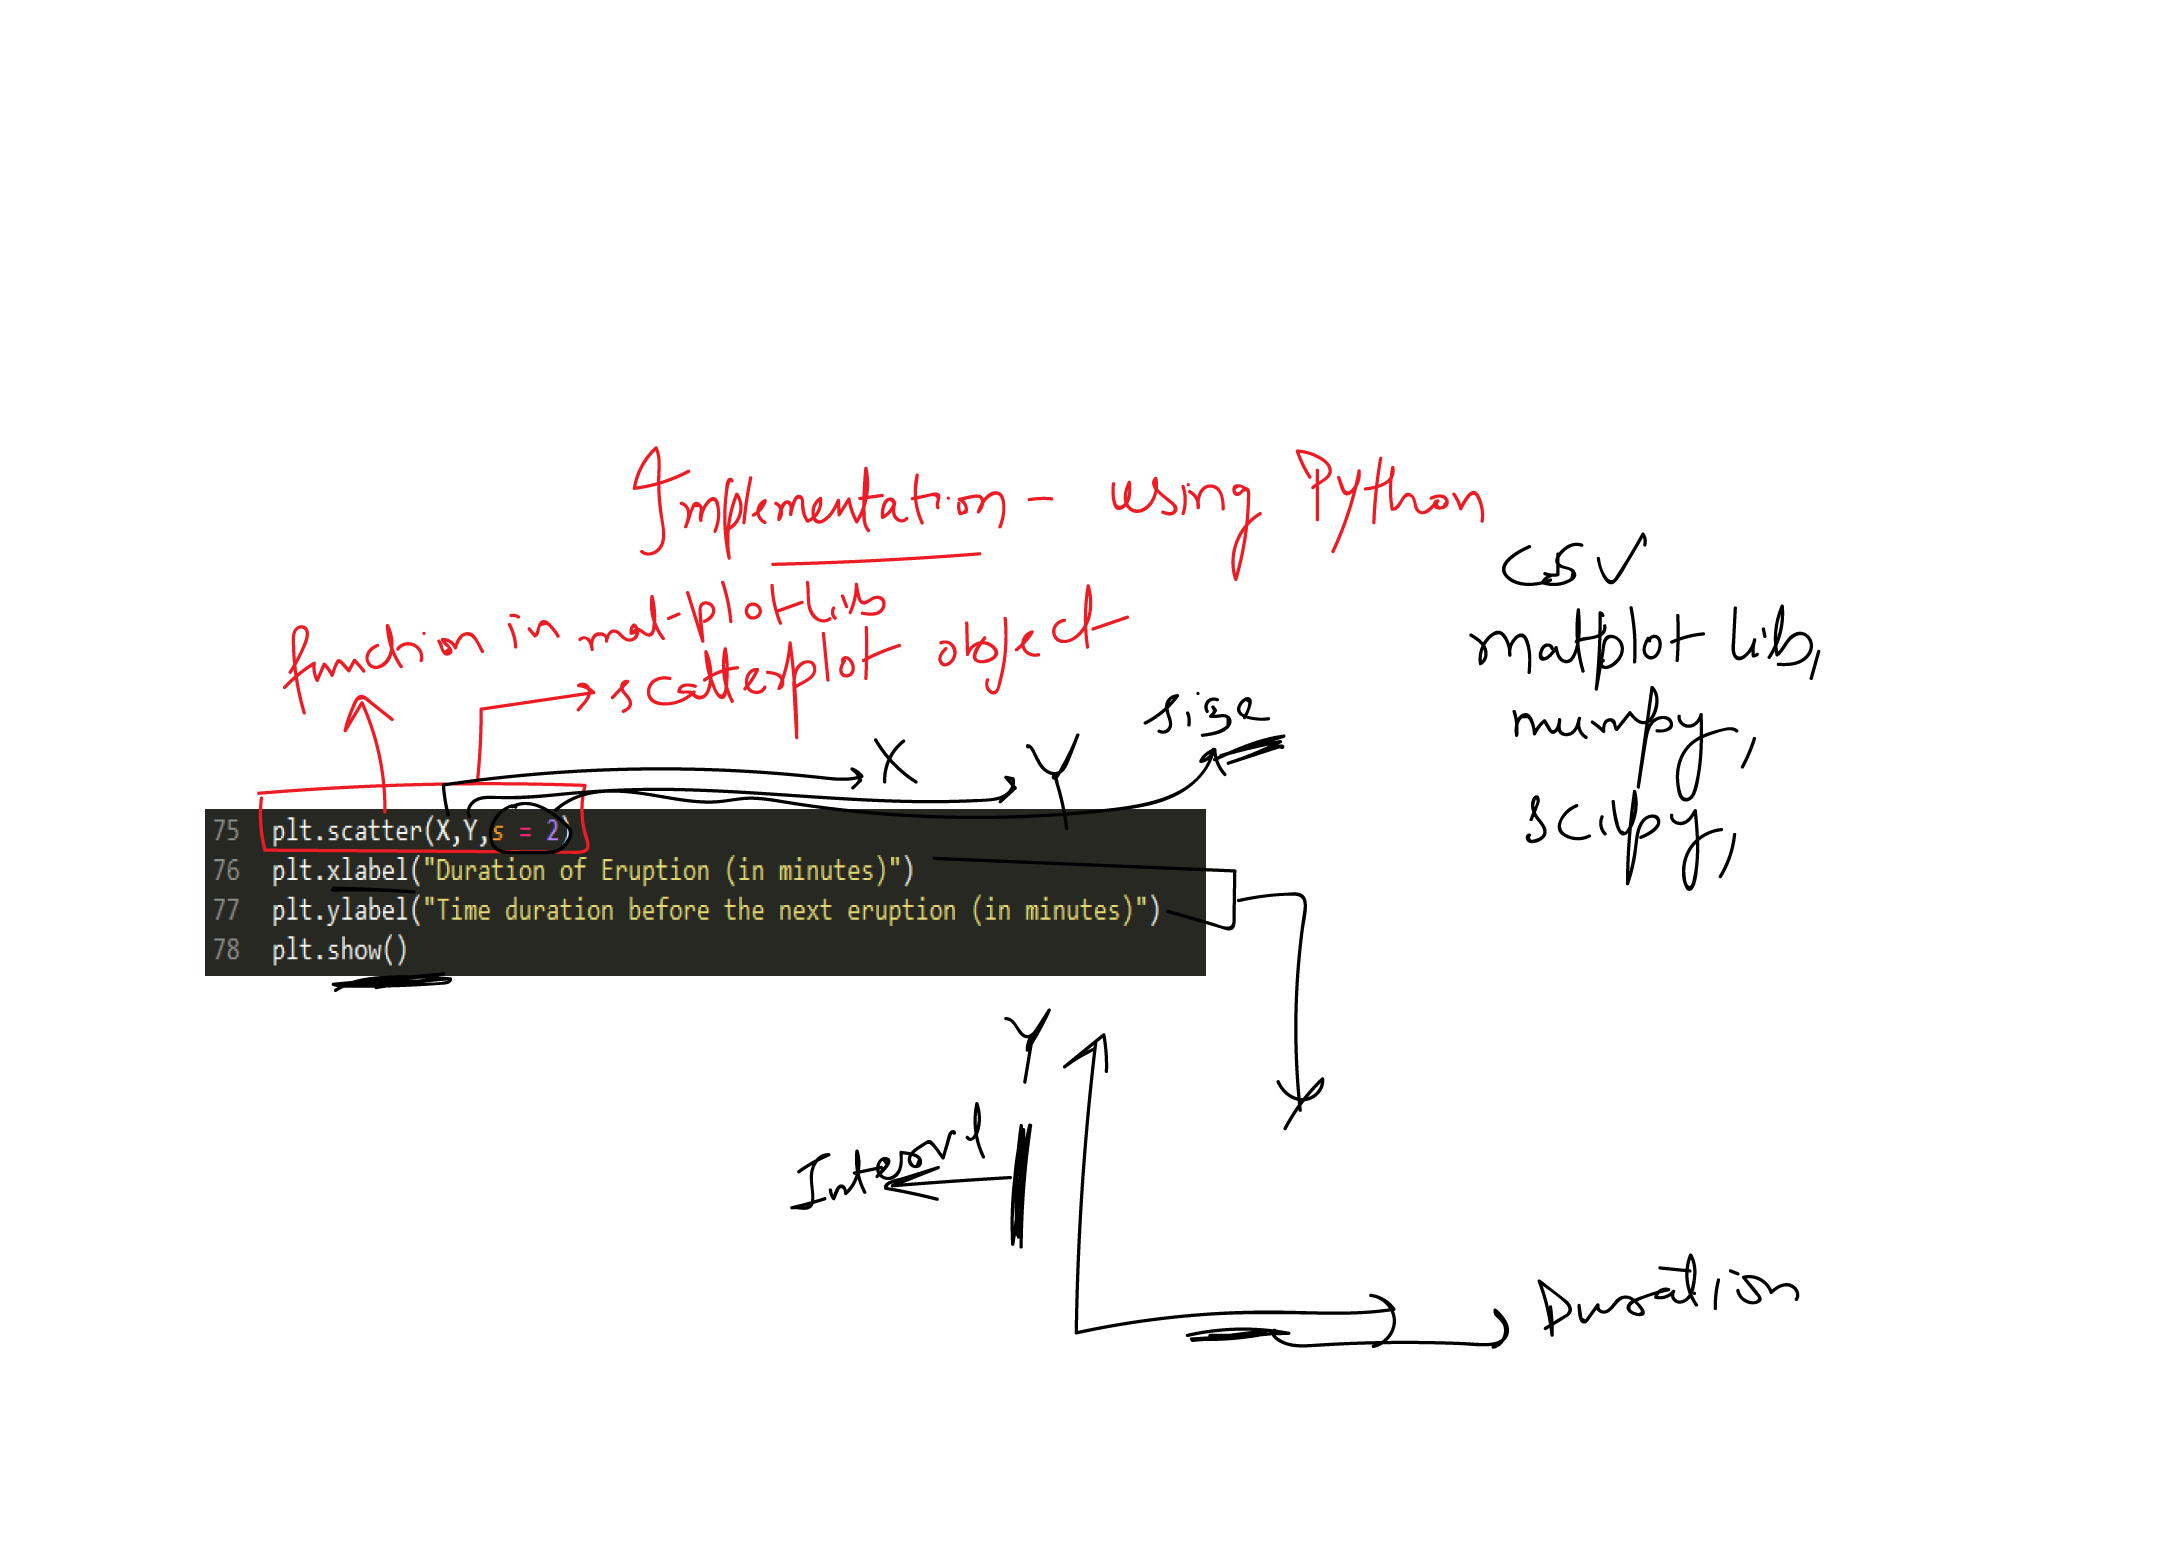 Implementation - using Python
CSV
function in mat-plotlib
matplot lib,
scatterplot object
size
numpy,
X
Y
scipy,
75 plt.scatter(X,Y,s = 2)
76 plt.xlabel("Duration of Eruption (in minutes)")
77 plt.ylabel("Time duration before the next eruption (in minutes)")
78 plt.show()
Y
Interval
Duration